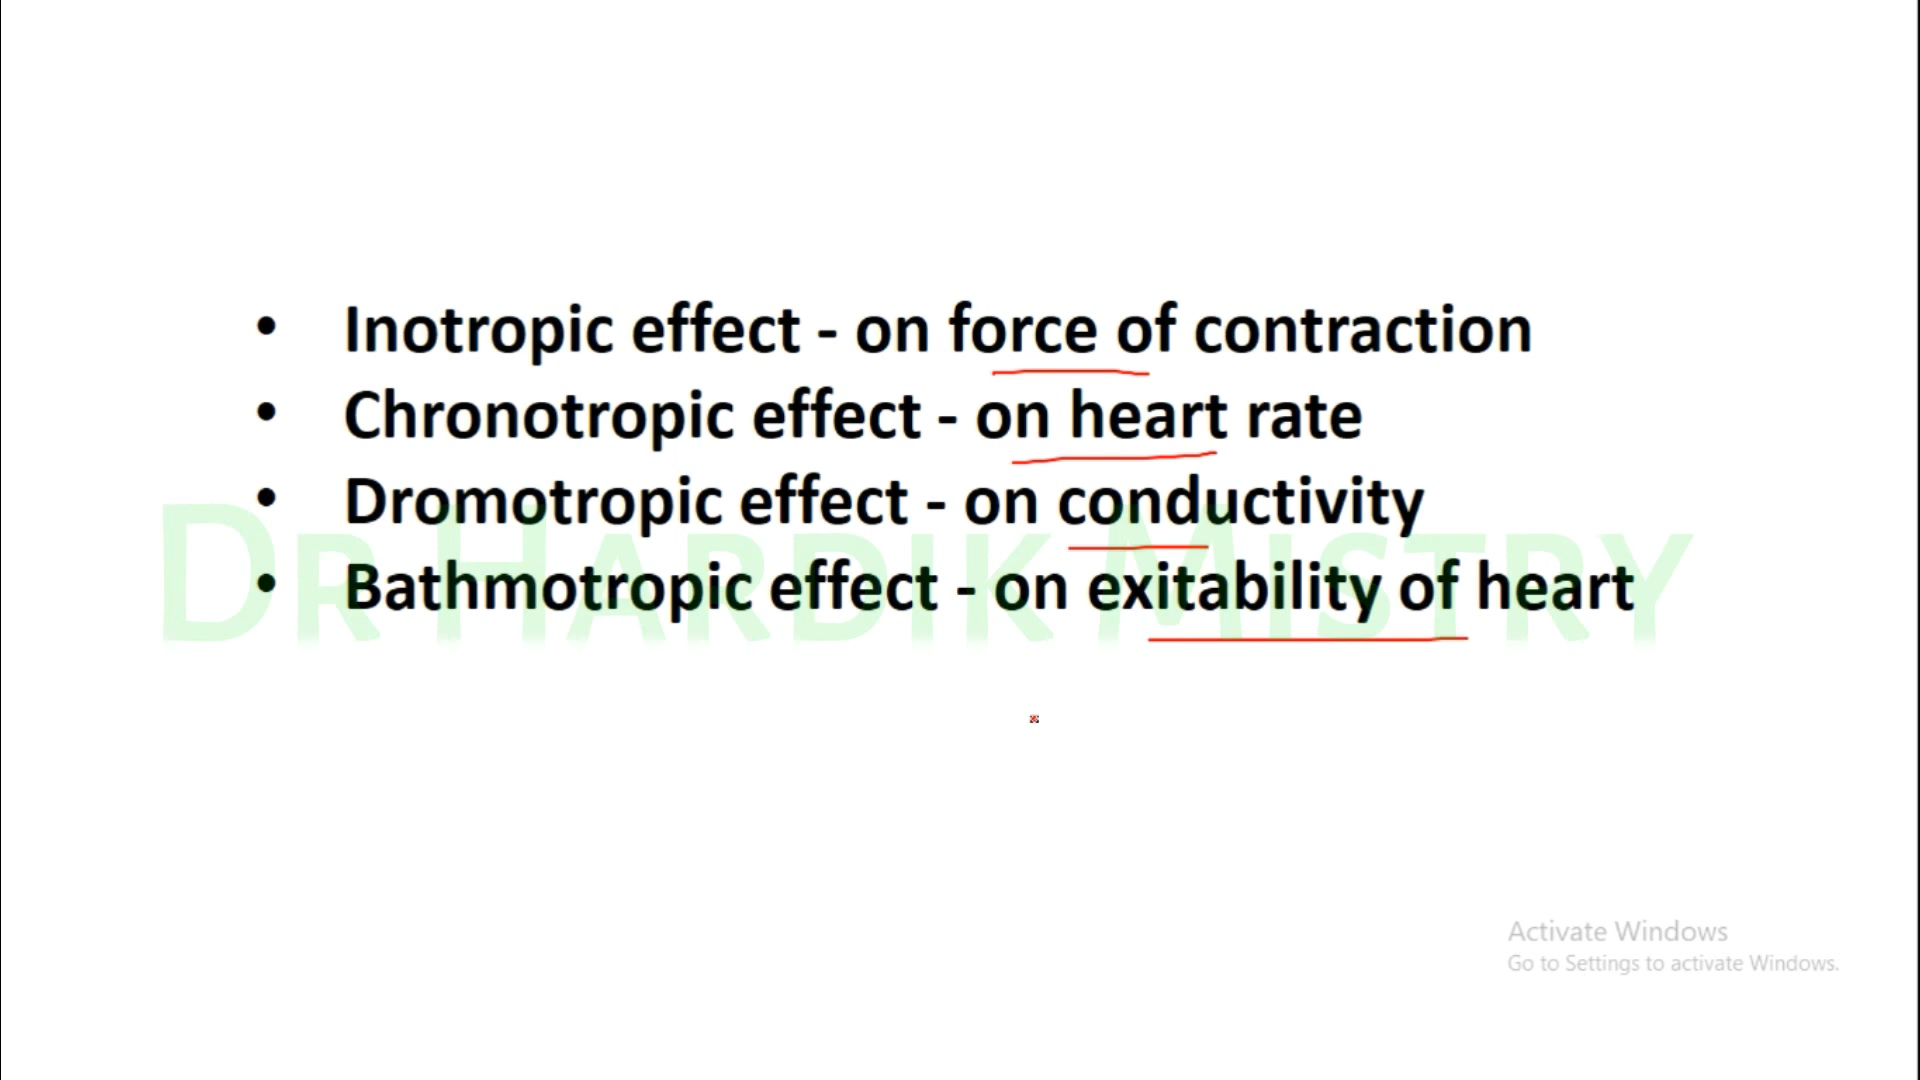 • Inotropic effect - on force of contraction
• Chronotropic effect - on heart rate
• Dromotropic effect - on conductivity
• Bathmotropic effect - on exitability of heart
DR HARDIK MISTRY
Activate Windows
Go to Settings to activate Windows.